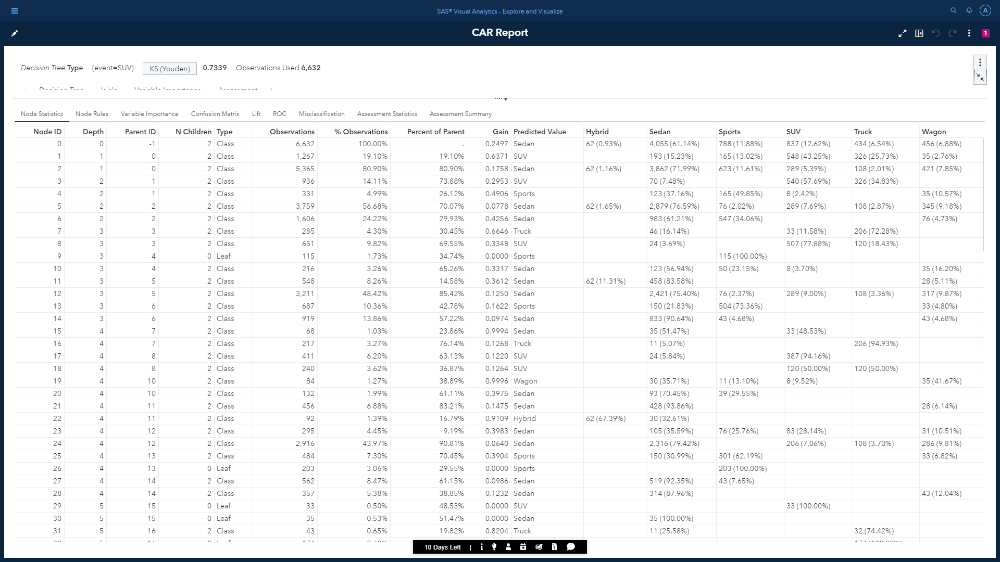 SAS® Visual Analytics - Explore and Visualize
A
CAR Report
1
Decision Tree Type (event=SUV) KS (Youden) 0.7339 Observations Used 6,632
Decision Tree Icicle Variable Importance Assessment
Node Statistics Node Rules Variable Importance Confusion Matrix Lift ROC Misclassification Assessment Statistics Assessment Summary
Node ID Depth Parent ID N Children Type Observations % Observations Percent of Parent Gain Predicted Value Hybrid Sedan Sports SUV Truck Wagon
0 0 -1 2 Class 6,632 100.00% . 0.2497 Sedan 62 (0.93%) 4,055 (61.14%) 788 (11.88%) 837 (12.62%) 434 (6.54%) 456 (6.88%)
1 1 0 2 Class 1,267 19.10% 19.10% 0.6371 SUV 193 (15.23%) 165 (13.02%) 548 (43.25%) 326 (25.73%) 35 (2.76%)
2 1 0 2 Class 5,365 80.90% 80.90% 0.1758 Sedan 62 (1.16%) 3,862 (71.99%) 623 (11.61%) 289 (5.39%) 108 (2.01%) 421 (7.85%)
3 2 1 2 Class 936 14.11% 73.88% 0.2953 SUV 70 (7.48%) 540 (57.69%) 326 (34.83%)
4 2 1 2 Class 331 4.99% 26.12% 0.4906 Sports 123 (37.16%) 165 (49.85%) 8 (2.42%) 35 (10.57%)
5 2 2 2 Class 3,759 56.68% 70.07% 0.0778 Sedan 62 (1.65%) 2,879 (76.59%) 76 (2.02%) 289 (7.69%) 108 (2.87%) 345 (9.18%)
6 2 2 2 Class 1,606 24.22% 29.93% 0.4256 Sedan 983 (61.21%) 547 (34.06%) 76 (4.73%)
7 3 3 2 Class 285 4.30% 30.45% 0.6646 Truck 46 (16.14%) 33 (11.58%) 206 (72.28%)
8 3 3 2 Class 651 9.82% 69.55% 0.3348 SUV 24 (3.69%) 507 (77.88%) 120 (18.43%)
9 3 4 0 Leaf 115 1.73% 34.74% 0.0000 Sports 115 (100.00%)
10 3 4 2 Class 216 3.26% 65.26% 0.3317 Sedan 123 (56.94%) 50 (23.15%) 8 (3.70%) 35 (16.20%)
11 3 5 2 Class 548 8.26% 14.58% 0.3612 Sedan 62 (11.31%) 458 (83.58%) 28 (5.11%)
12 3 5 2 Class 3,211 48.42% 85.42% 0.1250 Sedan 2,421 (75.40%) 76 (2.37%) 289 (9.00%) 108 (3.36%) 317 (9.87%)
13 3 6 2 Class 687 10.36% 42.78% 0.1622 Sports 150 (21.83%) 504 (73.36%) 33 (4.80%)
14 3 6 2 Class 919 13.86% 57.22% 0.0974 Sedan 833 (90.64%) 43 (4.68%) 43 (4.68%)
15 4 7 2 Class 68 1.03% 23.86% 0.9994 Sedan 35 (51.47%) 33 (48.53%)
16 4 7 2 Class 217 3.27% 76.14% 0.1268 Truck 11 (5.07%) 206 (94.93%)
17 4 8 2 Class 411 6.20% 63.13% 0.1220 SUV 24 (5.84%) 387 (94.16%)
18 4 8 2 Class 240 3.62% 36.87% 0.1264 SUV 120 (50.00%) 120 (50.00%)
19 4 10 2 Class 84 1.27% 38.89% 0.9996 Wagon 30 (35.71%) 11 (13.10%) 8 (9.52%) 35 (41.67%)
20 4 10 2 Class 132 1.99% 61.11% 0.3975 Sedan 93 (70.45%) 39 (29.55%)
21 4 11 2 Class 456 6.88% 83.21% 0.1475 Sedan 428 (93.86%) 28 (6.14%)
22 4 11 2 Class 92 1.39% 16.79% 0.9109 Hybrid 62 (67.39%) 30 (32.61%)
23 4 12 2 Class 295 4.45% 9.19% 0.3983 Sedan 105 (35.59%) 76 (25.76%) 83 (28.14%) 31 (10.51%)
24 4 12 2 Class 2,916 43.97% 90.81% 0.0640 Sedan 2,316 (79.42%) 206 (7.06%) 108 (3.70%) 286 (9.81%)
25 4 13 2 Class 484 7.30% 70.45% 0.3904 Sports 150 (30.99%) 301 (62.19%) 33 (6.82%)
26 4 13 0 Leaf 203 3.06% 29.55% 0.0000 Sports 203 (100.00%)
27 4 14 2 Class 562 8.47% 61.15% 0.0986 Sedan 519 (92.35%) 43 (7.65%)
28 4 14 2 Class 357 5.38% 38.85% 0.1232 Sedan 314 (87.96%) 43 (12.04%)
29 5 15 0 Leaf 33 0.50% 48.53% 0.0000 SUV 33 (100.00%)
30 5 15 0 Leaf 35 0.53% 51.47% 0.0000 Sedan 35 (100.00%)
31 5 16 2 Class 43 0.65% 19.82% 0.8204 Truck 11 (25.58%) 32 (74.42%)
10 Days Left |